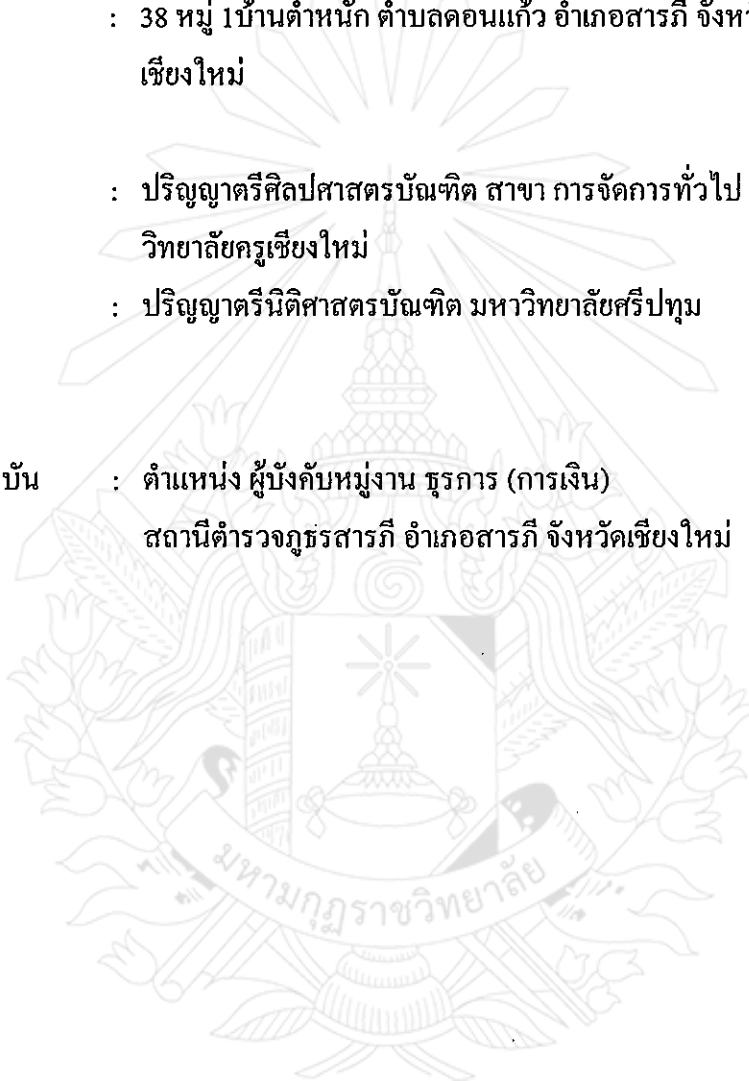 : 38 หมู่ 1บ้านตำหนัก ตำบลดอนแก้ว อำเภอสารภี จังหวั
เชียงใหม่
: ปริญญาตรีศิลปศาสตรบัณฑิต สาขา การจัดการทั่วไป
วิทยาลัยครูเชียงใหม่
: ปริญญาตรีนิติศาสตรบัณฑิต มหาวิทยาลัยศรีปทุม
บัน : ตำแหน่ง ผู้บังคับหมู่งาน ธุรการ (การเงิน)
สถานีตำรวจภูธรสารภี อำเภอสารภี จังหวัดเชียงใหม่
มหามกุฏราชวิทยาลัย